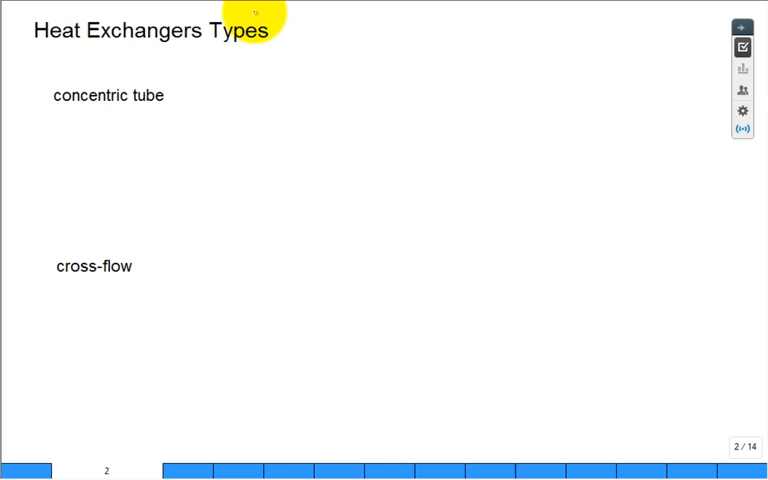 Heat Exchangers Types
concentric tube
cross-flow
2 / 14
2